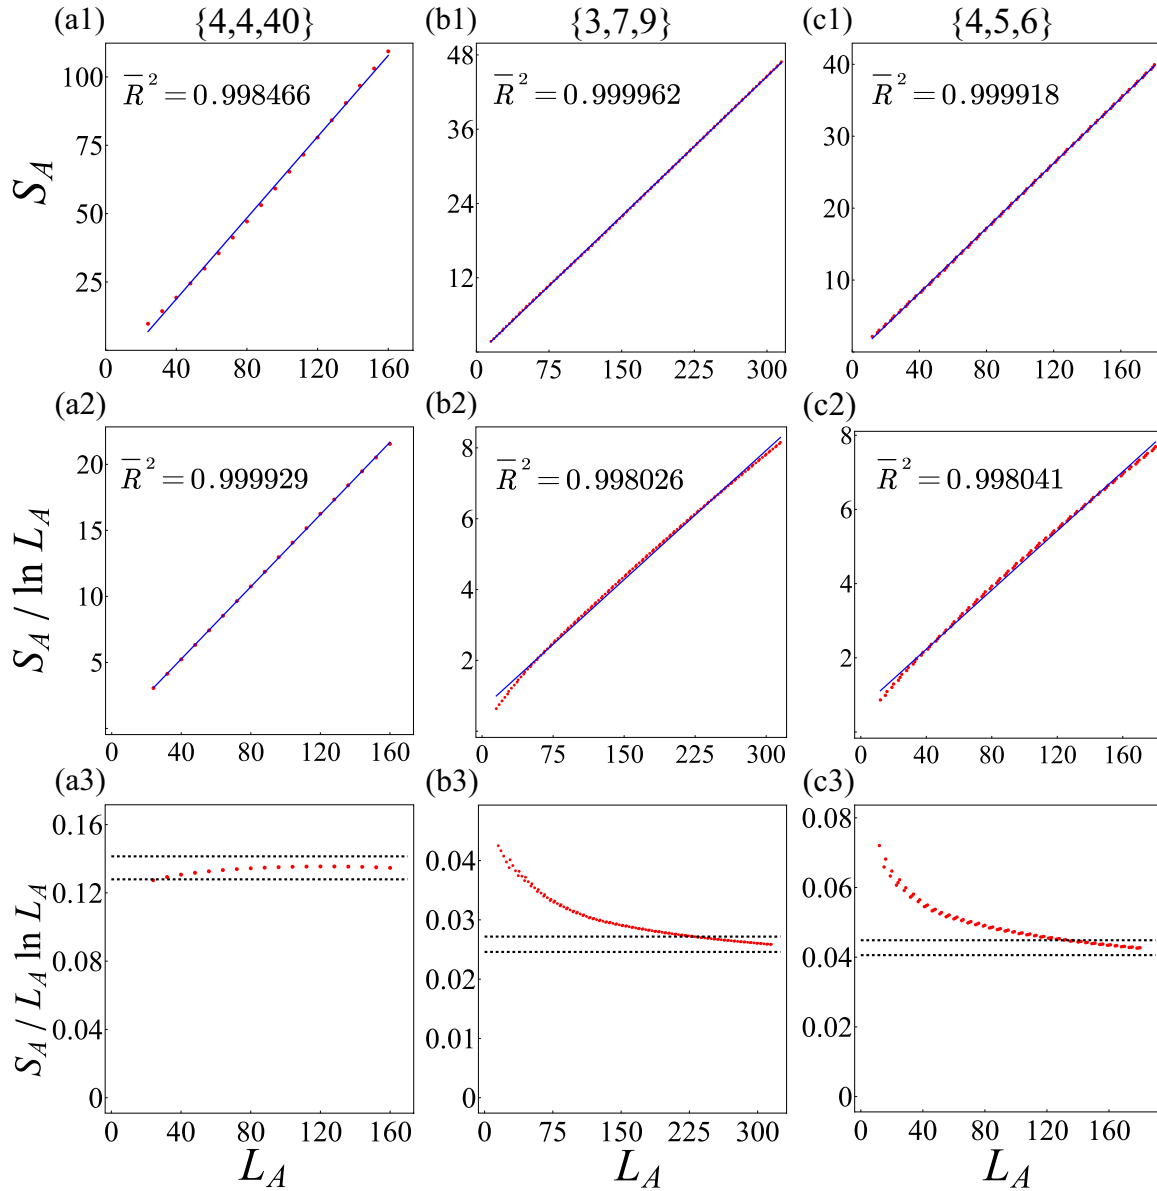 (a1) {4,4,40} (b1) {3,7,9} (c1) {4,5,6}
S_A
100
75
50
25
R̅² = 0.998466
0 40 80 120 160
48
36
24
12
R̅² = 0.999962
0 75 150 225 300
40
30
20
10
R̅² = 0.999918
0 40 80 120 160
(a2) (b2) (c2)
S_A / ln L_A
20
15
10
5
R̅² = 0.999929
0 40 80 120 160
8
6
4
2
R̅² = 0.998026
0 75 150 225 300
8
6
4
2
R̅² = 0.998041
0 40 80 120 160
(a3) (b3) (c3)
S_A / L_A ln L_A
0.16
0.12
0.08
0.04
0
0 40 80 120 160
L_A
0.04
0.03
0.02
0.01
0
0 75 150 225 300
L_A
0.08
0.06
0.04
0.02
0
0 40 80 120 160
L_A